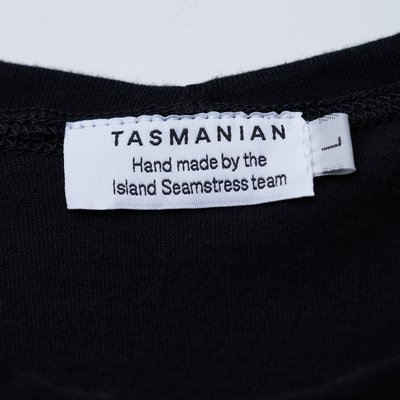 TASMANIAN
Hand made by the
Island Seamstress team
L